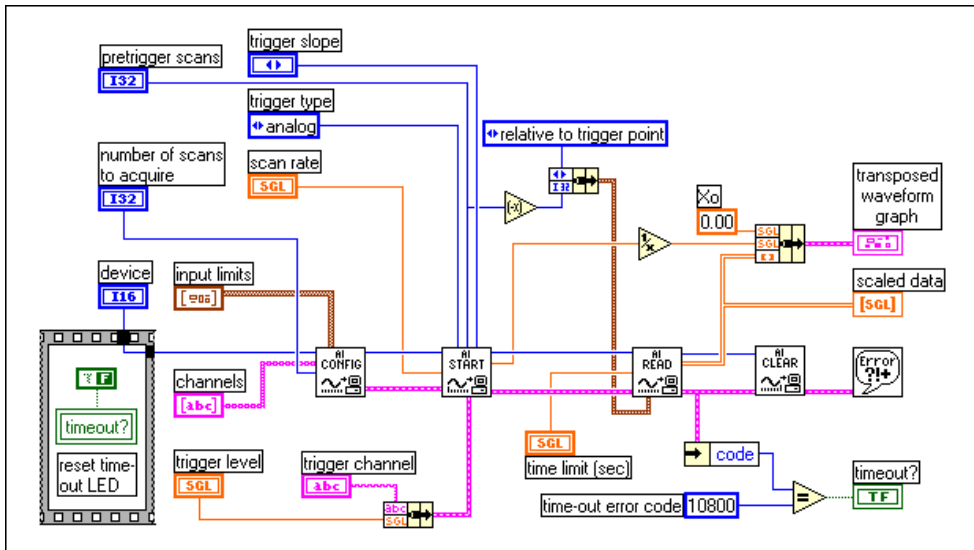 trigger slope
pretrigger scans
I32
trigger type
analog
relative to trigger point
number of scans
to acquire
I32
scan rate
SGL
I32
(-x)
Xo
0.00
transposed
waveform
graph
1/x
SGL
SGL
[ ]
device
I16
input limits
scaled data
[SGL]
AI
CONFIG
AI
START
AI
READ
AI
CLEAR
Error
?!+
TF
timeout?
reset time-
out LED
channels
[abc]
trigger level
SGL
trigger channel
abc
abc
SGL
SGL
time limit (sec)
code
time-out error code
10800
=
timeout?
TF